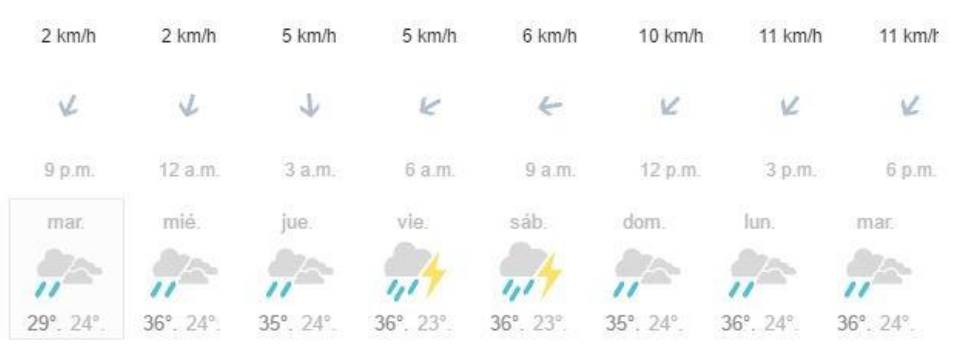 2 km/h 2 km/h 5 km/h 5 km/h 6 km/h 10 km/h 11 km/h 11 km/h
9 p.m. 12 a.m. 3 a.m. 6 a.m. 9 a.m. 12 p.m. 3 p.m. 6 p.m.
mar. mié. jue. vie. sáb. dom. lun. mar.
29°. 24°. 36°. 24°. 35°. 24°. 36°. 23°. 36°. 23°. 35°. 24°. 36°. 24°. 36°. 24°.